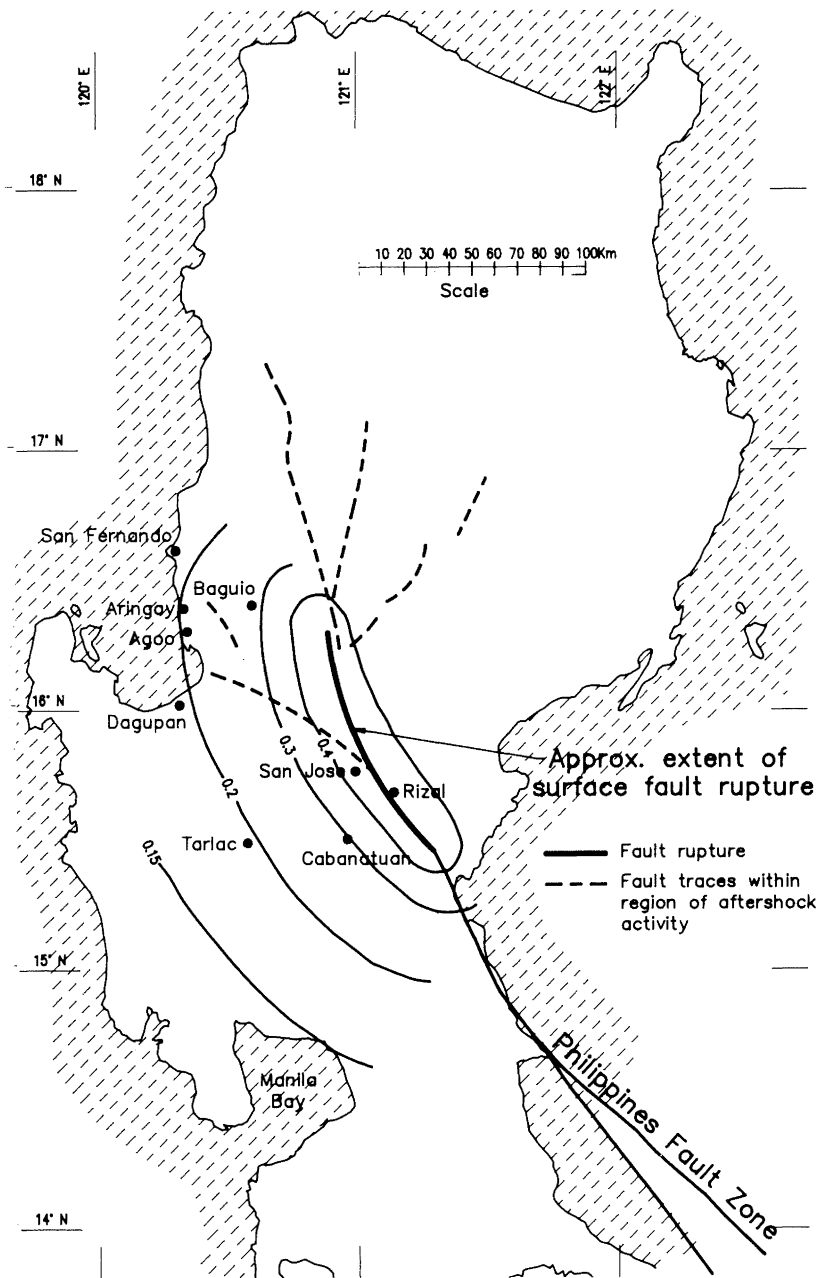 120° E
121° E
122° E
18° N
10 20 30 40 50 60 70 80 90 100Km
Scale
17° N
San Fernando
Baguio
Aringay
Agoo
16° N
Dagupan
0.3
0.4
San Jose
Approx. extent of
surface fault rupture
Rizal
0.2
Tarlac
Cabanatuan
0.15
Fault rupture
Fault traces within
region of aftershock
activity
15° N
Manila
Bay
Philippines Fault Zone
14° N